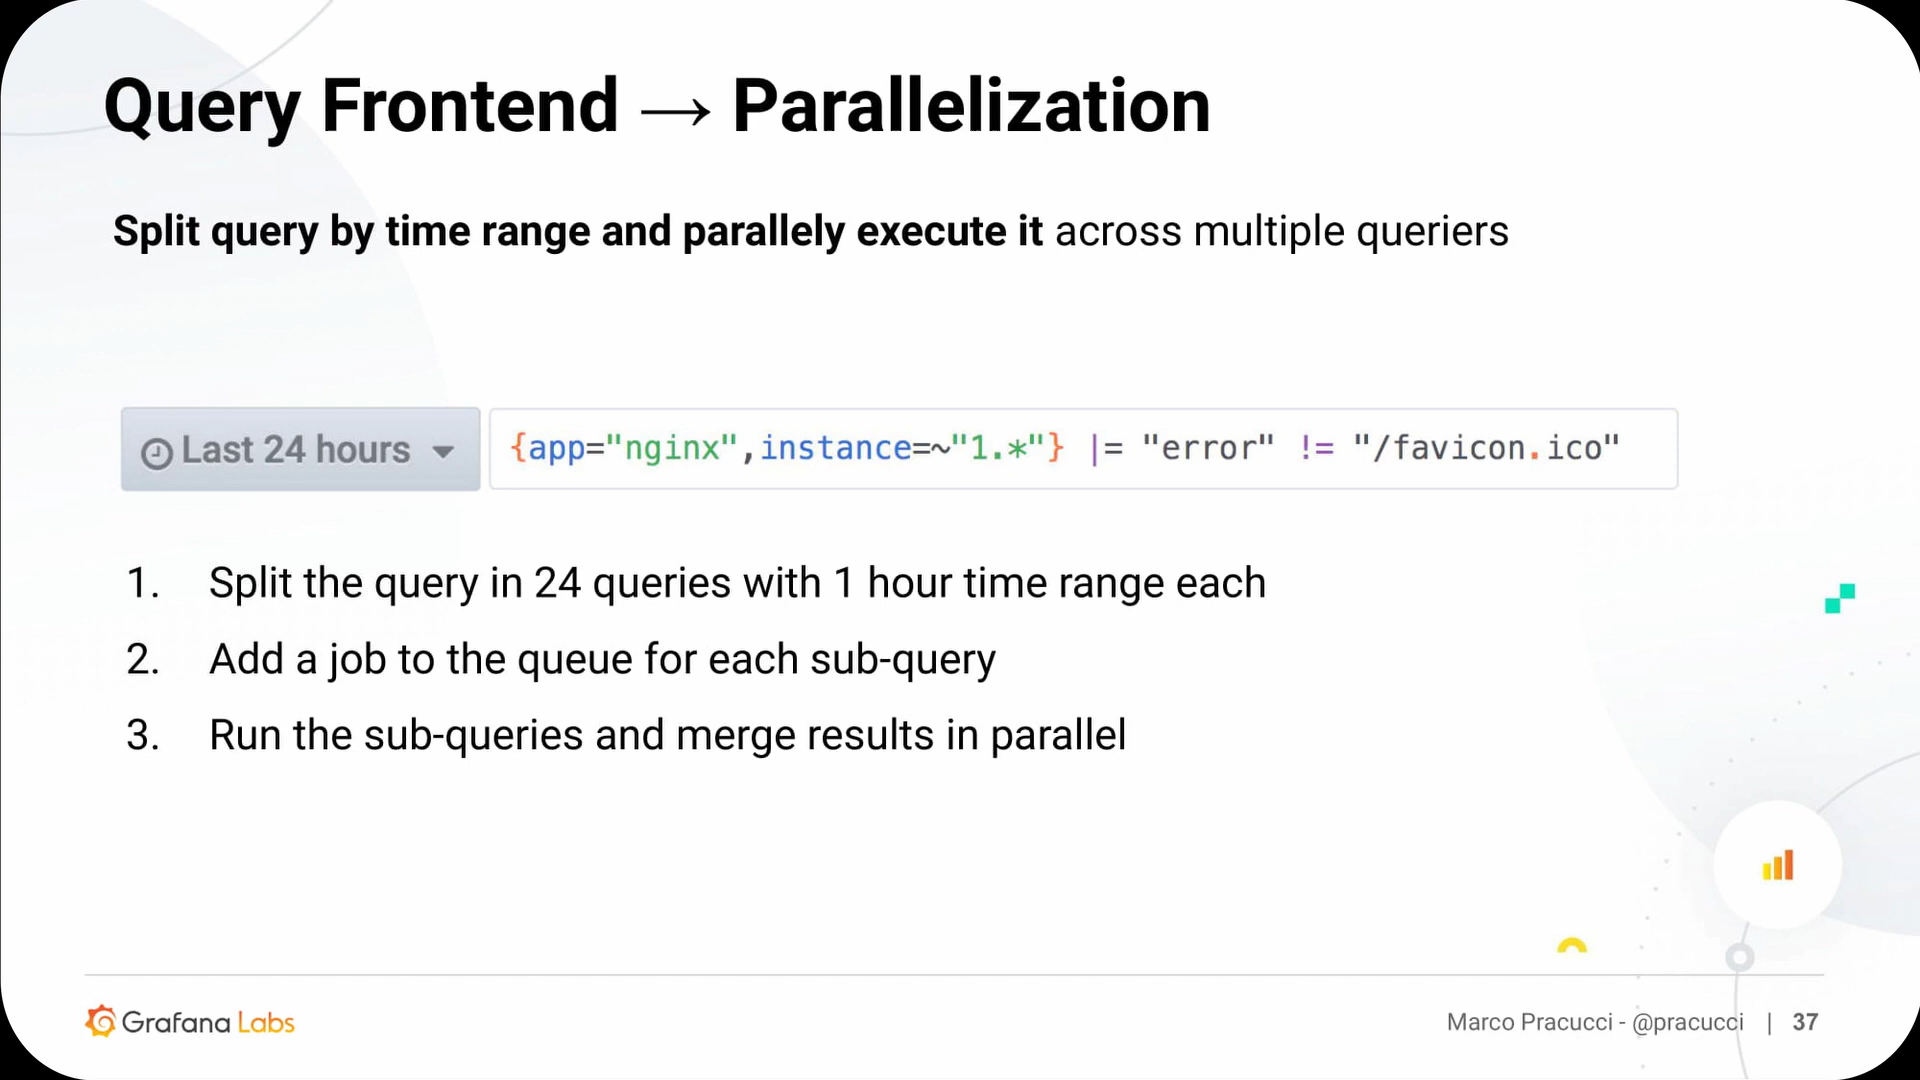 Query Frontend → Parallelization
Split query by time range and parallely execute it across multiple queriers
Last 24 hours
{app="nginx",instance=~"1.*"} |= "error" != "/favicon.ico"
1. Split the query in 24 queries with 1 hour time range each
2. Add a job to the queue for each sub-query
3. Run the sub-queries and merge results in parallel
Grafana Labs
Marco Pracucci - @pracucci | 37